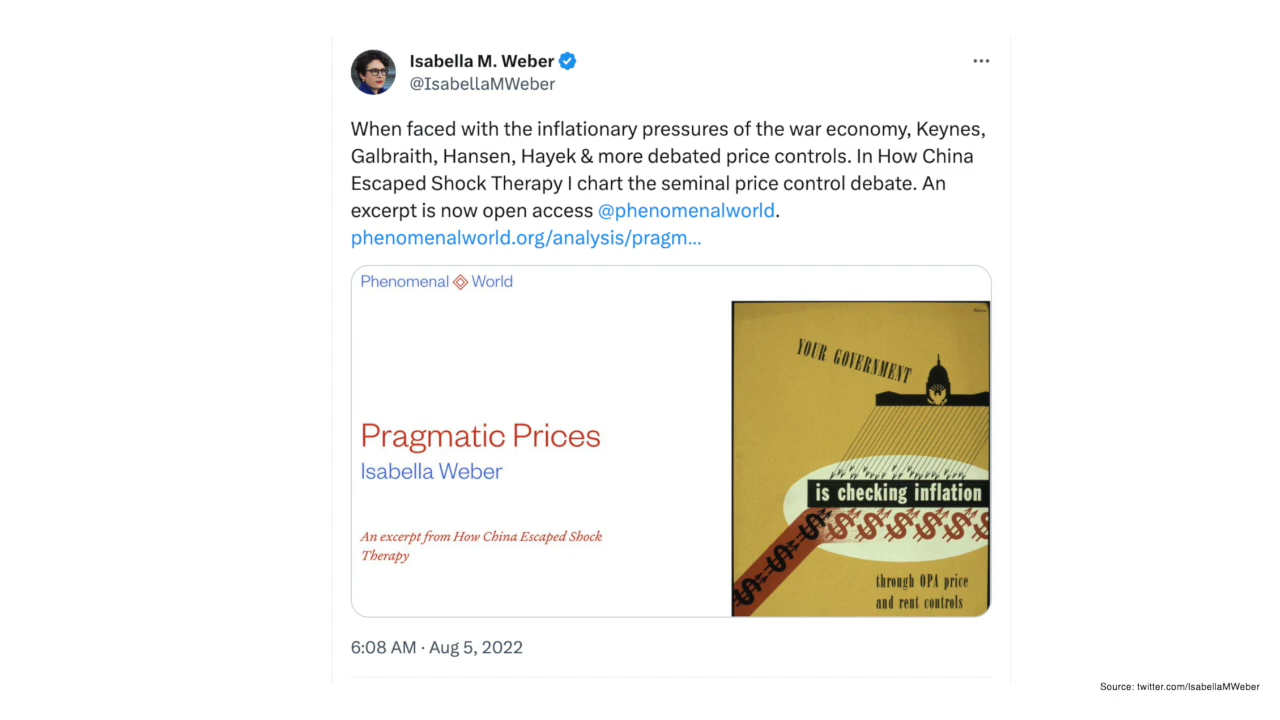 Isabella M. Weber
@IsabellaMWeber
When faced with the inflationary pressures of the war economy, Keynes,
Galbraith, Hansen, Hayek & more debated price controls. In How China
Escaped Shock Therapy I chart the seminal price control debate. An
excerpt is now open access @phenomenalworld.
phenomenalworld.org/analysis/pragm...
Phenomenal World
YOUR GOVERNMENT
Pragmatic Prices
Isabella Weber
is checking inflation
An excerpt from How China Escaped Shock
Therapy
through OPA price
and rent controls
6:08 AM · Aug 5, 2022
Source: twitter.com/IsabellaMWeber